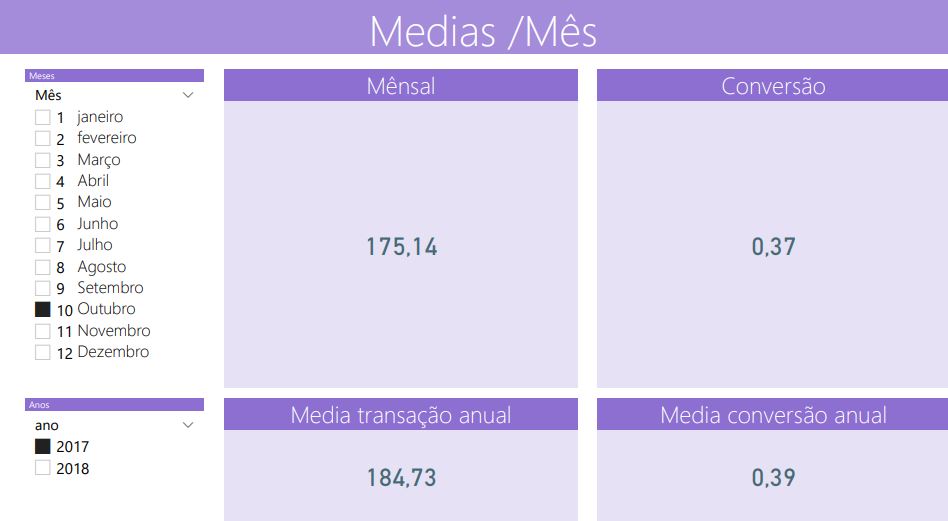 Medias /Mês
Meses
Mês
1 janeiro
2 fevereiro
3 Março
4 Abril
5 Maio
6 Junho
7 Julho
8 Agosto
9 Setembro
10 Outubro
11 Novembro
12 Dezembro
Mênsal
175,14
Conversão
0,37
Anos
ano
2017
2018
Media transação anual
184,73
Media conversão anual
0,39